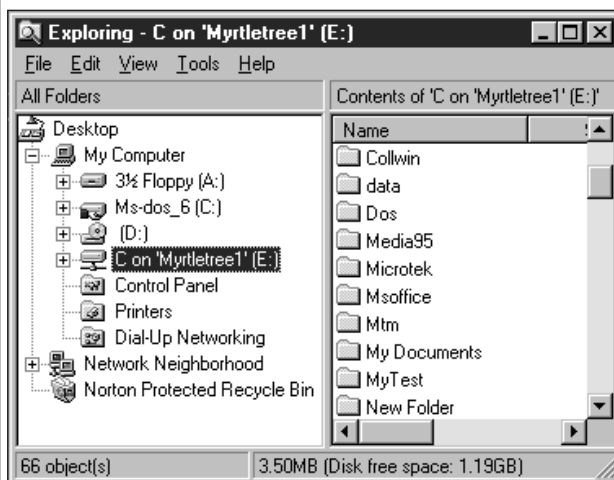 Exploring - C on 'Myrtletree1' (E:)
File Edit View Tools Help
All Folders
Contents of 'C on 'Myrtletree1' (E:)'
Desktop
My Computer
3½ Floppy (A:)
Ms-dos_6 (C:)
(D:)
C on 'Myrtletree1' (E:)
Control Panel
Printers
Dial-Up Networking
Network Neighborhood
Norton Protected Recycle Bin
Name
Collwin
data
Dos
Media95
Microtek
Msoffice
Mtm
My Documents
MyTest
New Folder
66 object(s)
3.50MB (Disk free space: 1.19GB)